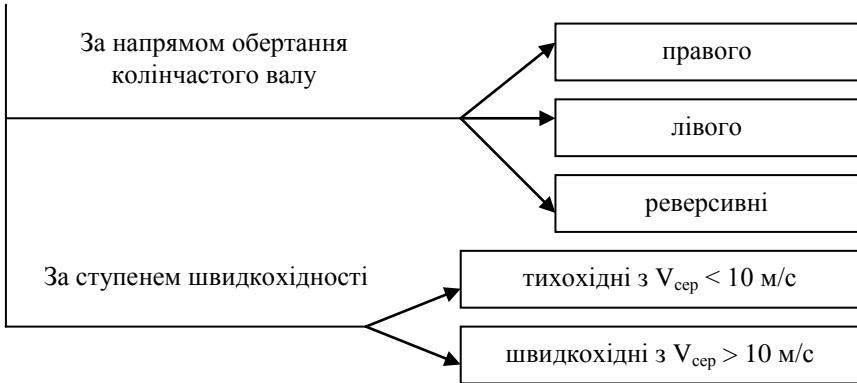 За напрямом обертання
колінчастого валу
правого
лівого
реверсивні
За ступенем швидкохідності
тихохідні з Vсер < 10 м/с
швидкохідні з Vсер > 10 м/с